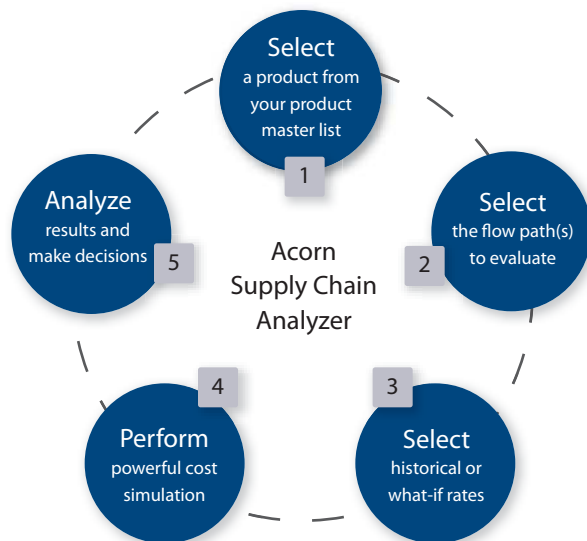 Select
a product from
your product
master list
1
Select
the flow path(s)
to evaluate
2
3
Select
historical or
what-if rates
4
Perform
powerful cost
simulation
Analyze
results and
make decisions
5
Acorn
Supply Chain
Analyzer